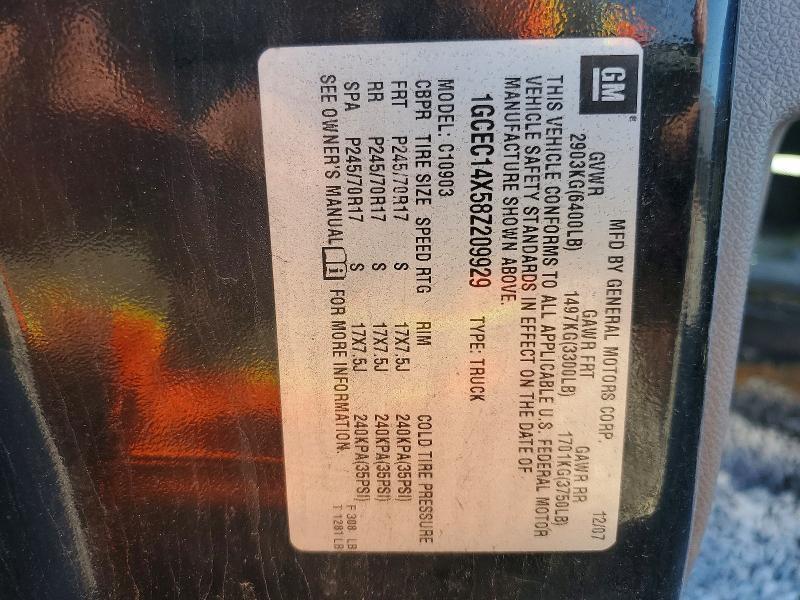 GM
MFD BY GENERAL MOTORS CORP. 12/07
GVWR GAWR FRT GAWR RR
2903KG(6400LB) 1497KG(3300LB) 1701KG(3750LB)
THIS VEHICLE CONFORMS TO ALL APPLICABLE U.S. FEDERAL MOTOR
VEHICLE SAFETY STANDARDS IN EFFECT ON THE DATE OF
MANUFACTURE SHOWN ABOVE.
1GCEC14X58Z209929 TYPE: TRUCK
MODEL: C10903
CBPR TIRE SIZE SPEED RTG RIM COLD TIRE PRESSURE
FRT P245/70R17 S 17X7.5J 240KPA(35PSI)
RR P245/70R17 S 17X7.5J 240KPA(35PSI)
SPA P245/70R17 S 17X7.5J 240KPA(35PSI)
SEE OWNER'S MANUAL i FOR MORE INFORMATION.
F 308 LB
T 1281 LB